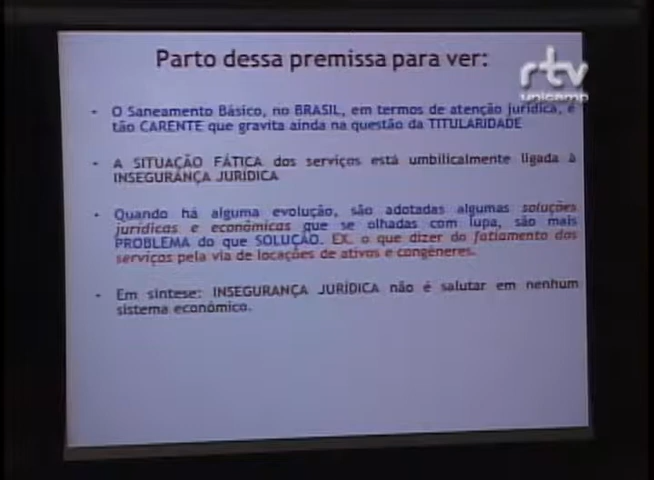 Parto dessa premissa para ver:
rtv
unicamp
- O Saneamento Básico, no BRASIL, em termos de atenção jurídica, é
tão CARENTE que gravita ainda na questão da TITULARIDADE
- A SITUAÇÃO FÁTICA dos serviços está umbilicalmente ligada à
INSEGURANÇA JURÍDICA
- Quando há alguma evolução, são adotadas algumas soluções
jurídicas e econômicas que se olhadas com lupa, são mais
PROBLEMA do que SOLUÇÃO. EX. o que dizer do fatiamento dos
serviços pela via de locações de ativos e congêneres.
- Em síntese: INSEGURANÇA JURÍDICA não é salutar em nenhum
sistema econômico.